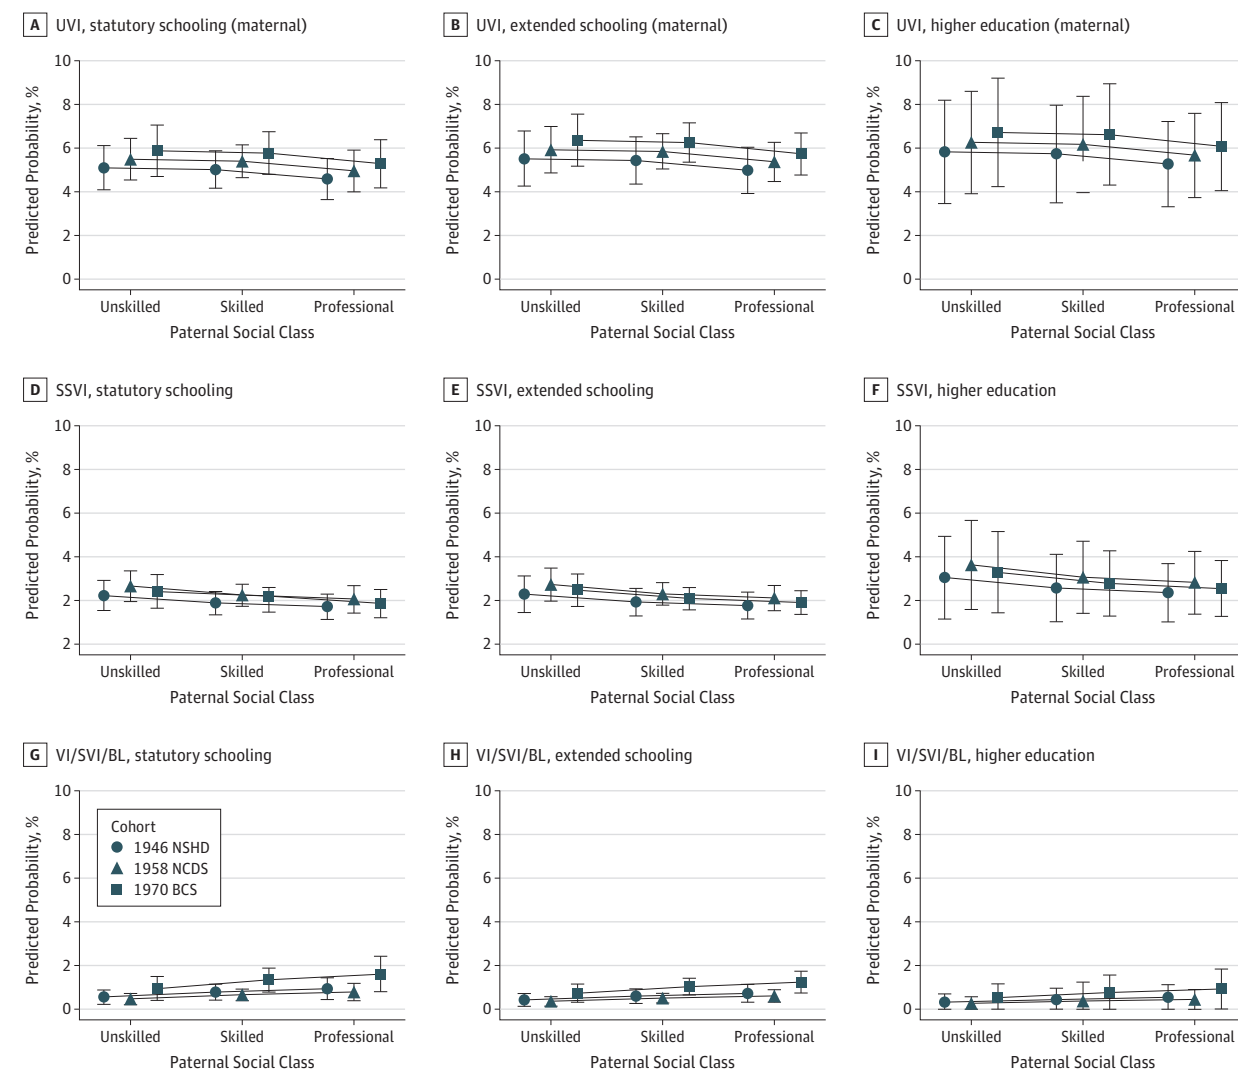 A UVI, statutory schooling (maternal)
10
8
6
4
2
0
Predicted Probability, %
Unskilled Skilled Professional
Paternal Social Class
B UVI, extended schooling (maternal)
10
8
6
4
2
0
Predicted Probability, %
Unskilled Skilled Professional
Paternal Social Class
C UVI, higher education (maternal)
10
8
6
4
2
0
Predicted Probability, %
Unskilled Skilled Professional
Paternal Social Class
D SSVI, statutory schooling
10
8
6
4
2
2
Predicted Probability, %
Unskilled Skilled Professional
Paternal Social Class
E SSVI, extended schooling
10
8
6
4
2
2
Predicted Probability, %
Unskilled Skilled Professional
Paternal Social Class
F SSVI, higher education
10
8
6
4
2
0
Predicted Probability, %
Unskilled Skilled Professional
Paternal Social Class
G VI/SVI/BL, statutory schooling
10
8
6
4
2
0
Predicted Probability, %
Cohort
1946 NSHD
1958 NCDS
1970 BCS
Unskilled Skilled Professional
Paternal Social Class
H VI/SVI/BL, extended schooling
10
8
6
4
2
0
Predicted Probability, %
Unskilled Skilled Professional
Paternal Social Class
I VI/SVI/BL, higher education
10
8
6
4
2
0
Predicted Probability, %
Unskilled Skilled Professional
Paternal Social Class